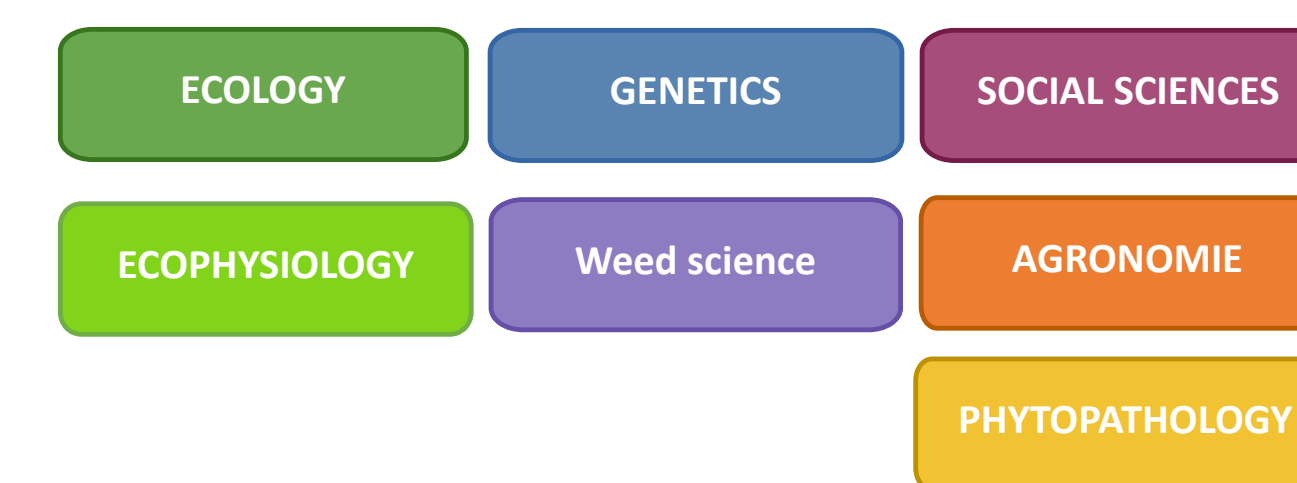 ECOLOGY
GENETICS
SOCIAL SCIENCES
ECOPHYSIOLOGY
Weed science
AGRONOMIE
PHYTOPATHOLOGY